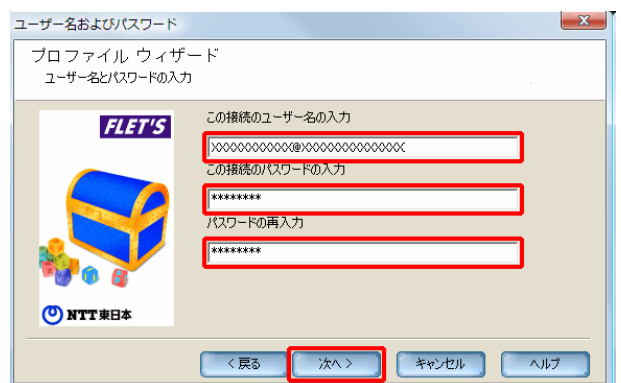 ユーザー名およびパスワード
プロファイル ウィザード
ユーザー名とパスワードの入力
FLET'S
この接続のユーザー名の入力
XXXXXXXXXXXX@XXXXXXXXXXXXXXX
この接続のパスワードの入力
********
パスワードの再入力
********
NTT東日本
< 戻る
次へ >
キャンセル
ヘルプ